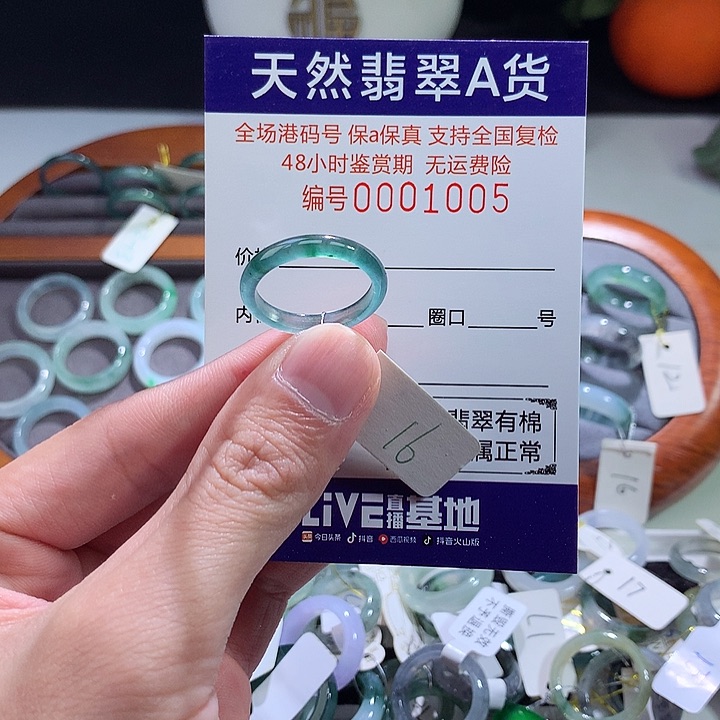 天然翡翠A货
全场港码号 保a保真 支持全国复检
48小时鉴赏期 无运费险
编号0001005
价
内 圈口 号
翡翠有棉
属正常
16
LIVE直播基地
今日头条 抖音 西瓜视频 抖音火山版
12
16
17